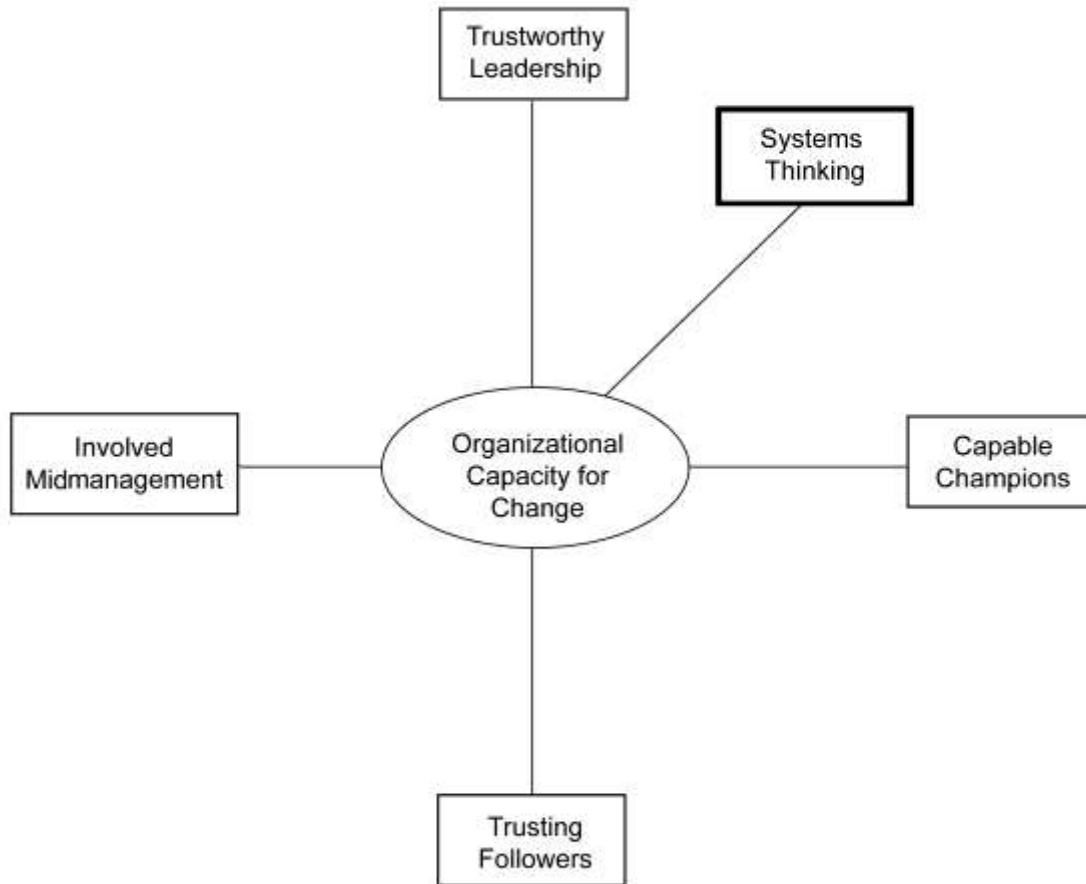 Trustworthy
Leadership
Systems
Thinking
Involved
Midmanagement
Organizational
Capacity for
Change
Capable
Champions
Trusting
Followers